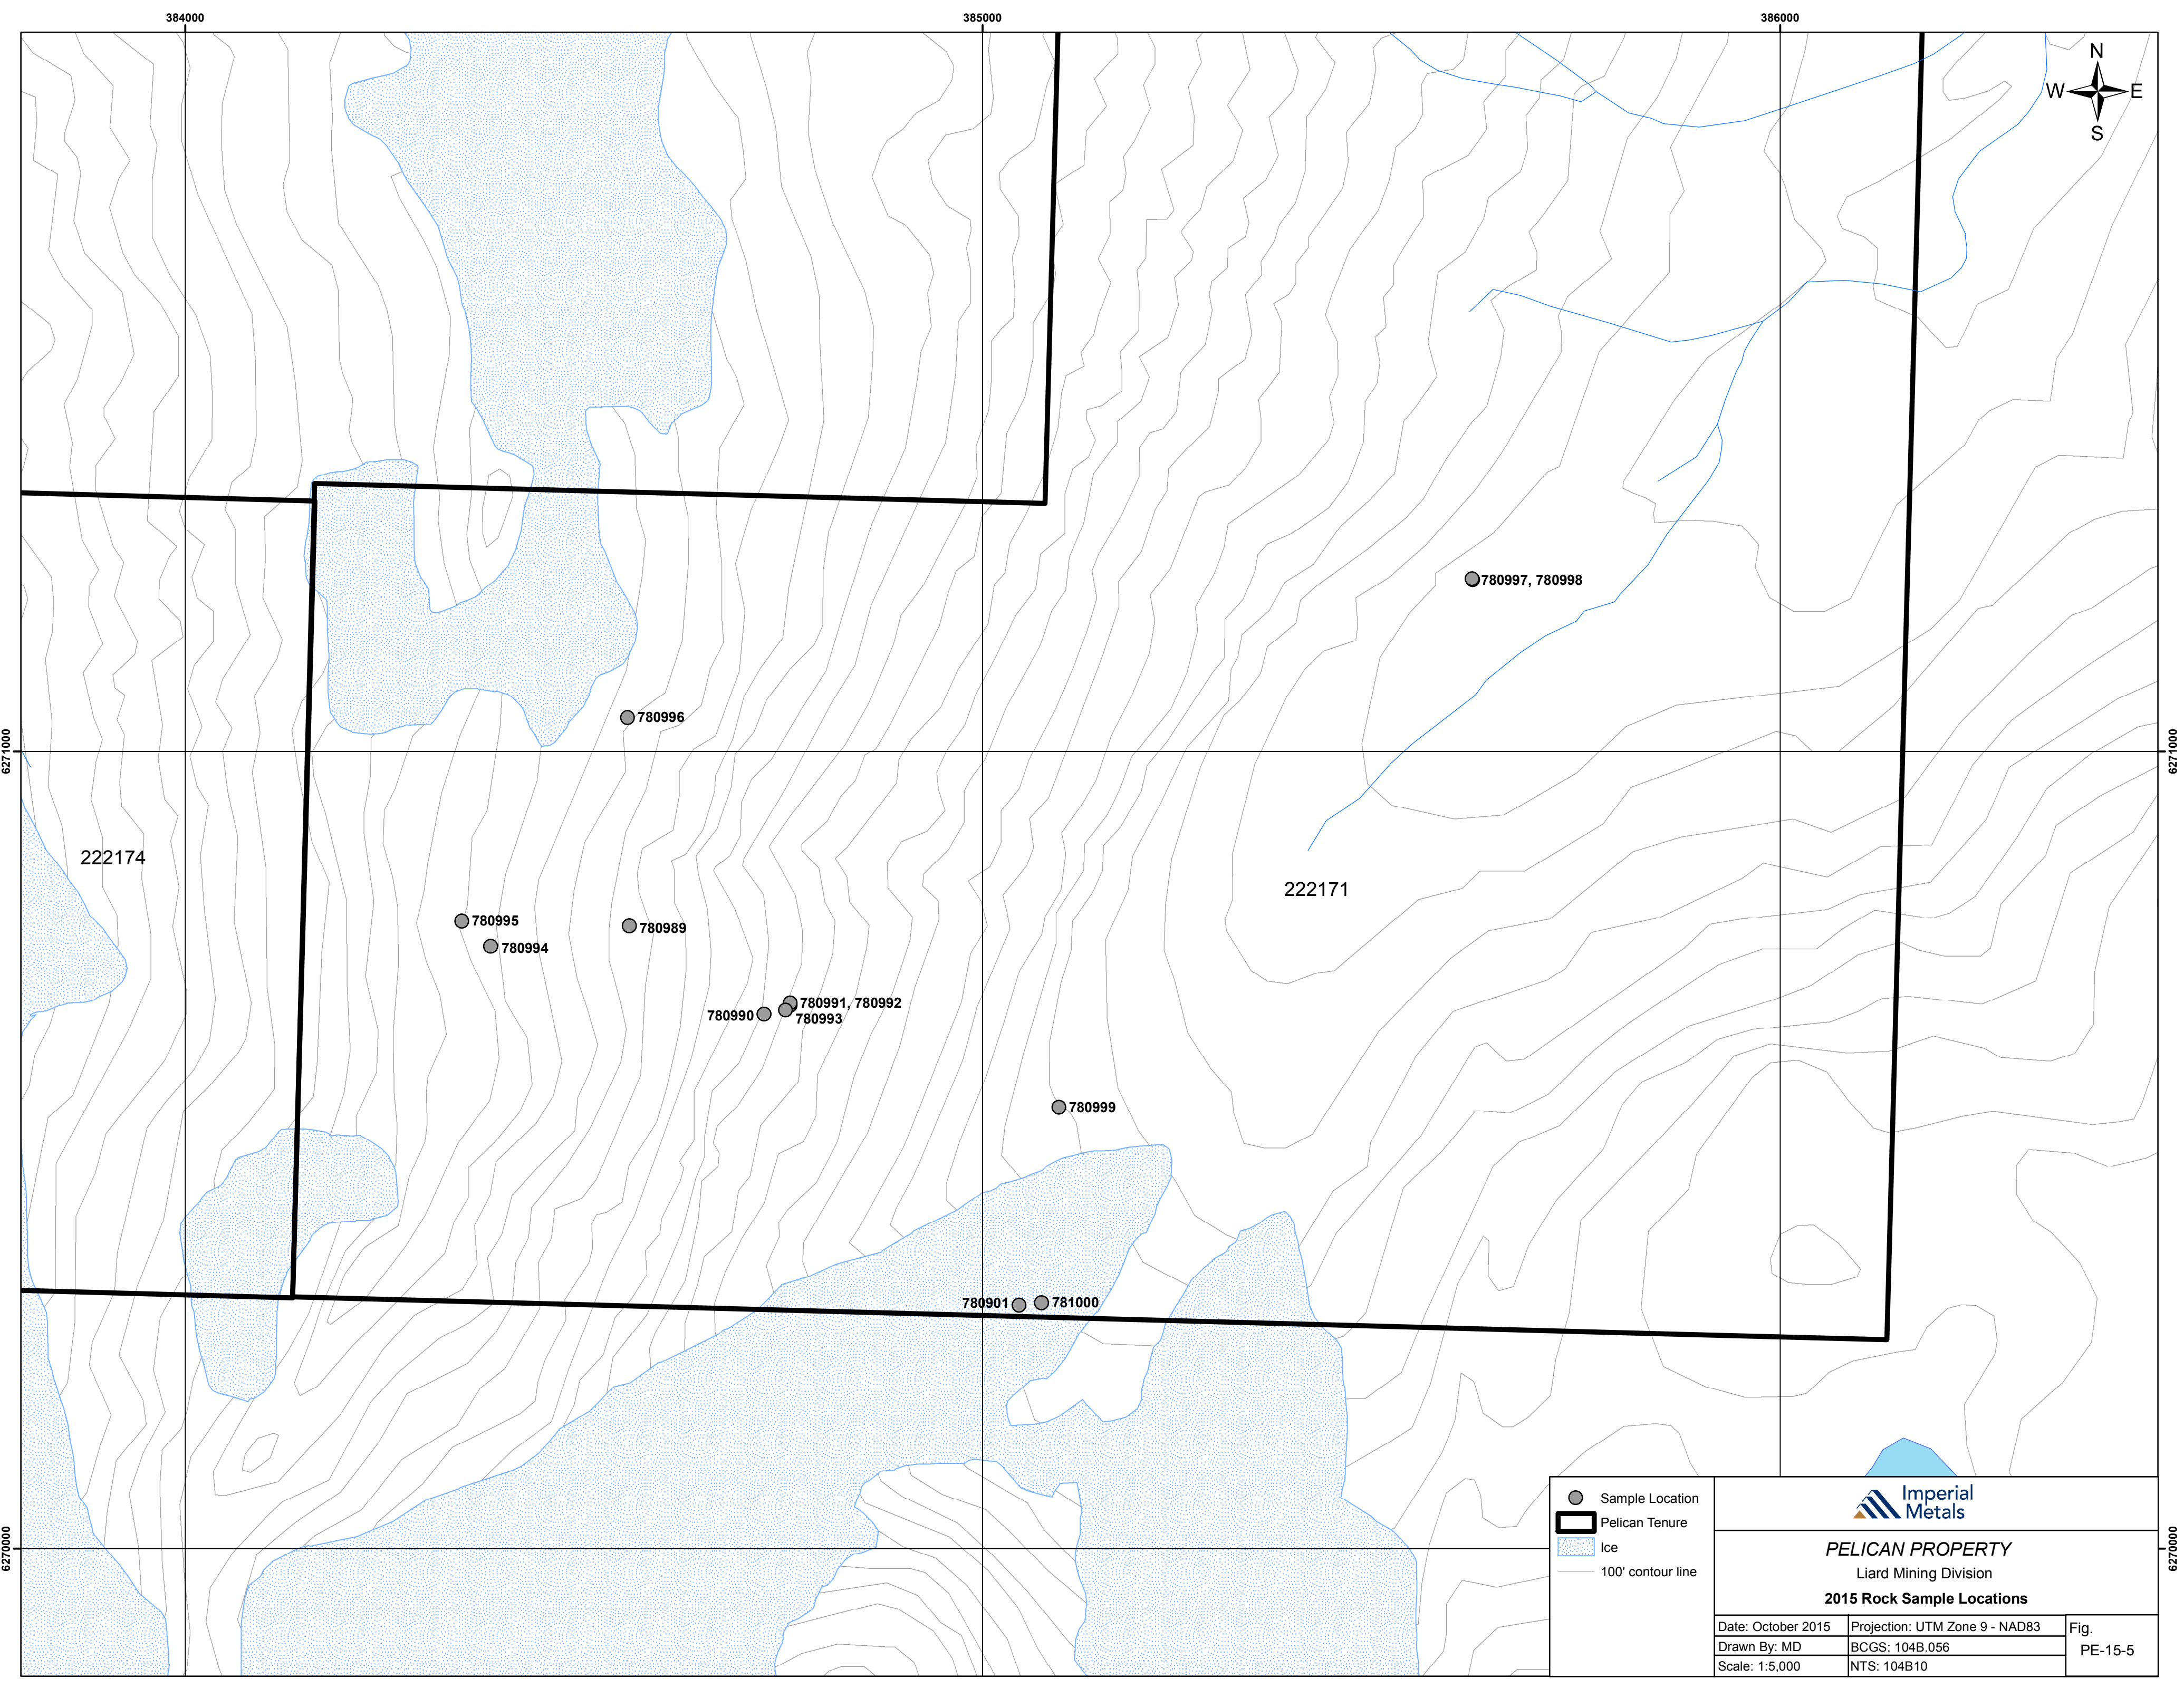 384000
385000
386000
N
W E
S
780997, 780998
780996
6271000
6271000
222174
222171
780995
780989
780994
780991, 780992
780990
780993
780999
780901
781000
6270000
6270000
Sample Location
Pelican Tenure
Ice
100' contour line
Imperial
Metals
PELICAN PROPERTY
Liard Mining Division
2015 Rock Sample Locations
Date: October 2015
Projection: UTM Zone 9 - NAD83
Drawn By: MD
BCGS: 104B.056
Scale: 1:5,000
NTS: 104B10
Fig.
PE-15-5